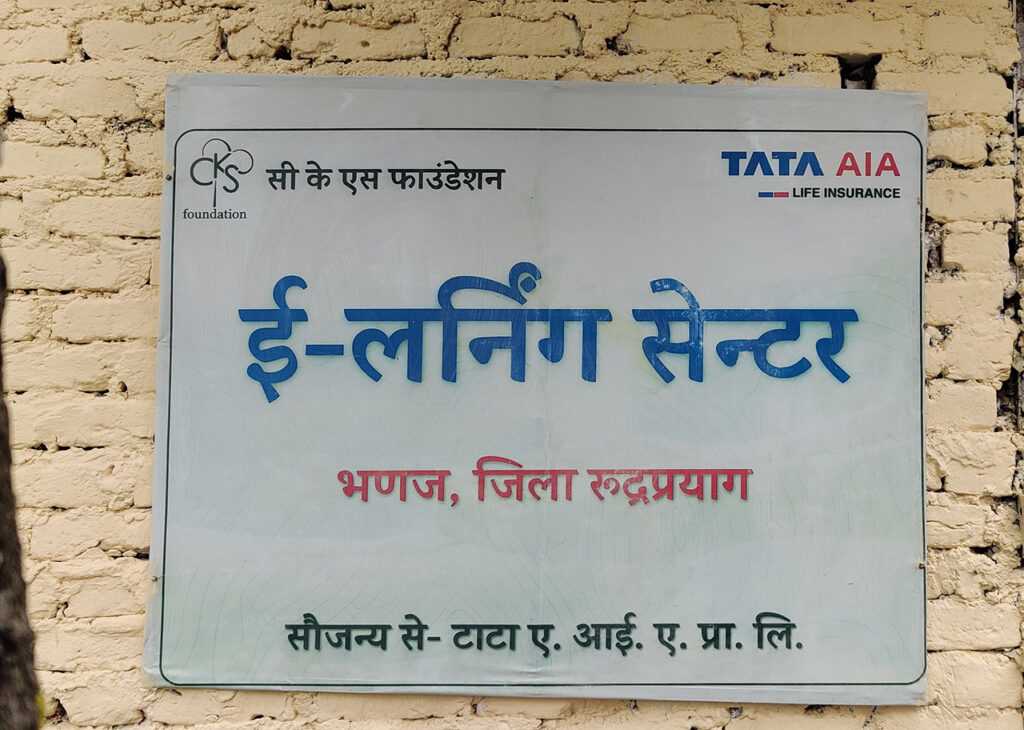 CKS
foundation
सी के एस फाउंडेशन
TATA AIA
LIFE INSURANCE
ई-लर्निंग सेन्टर
भणज, जिला रूद्रप्रयाग
सौजन्य से- टाटा ए. आई. ए. प्रा. लि.